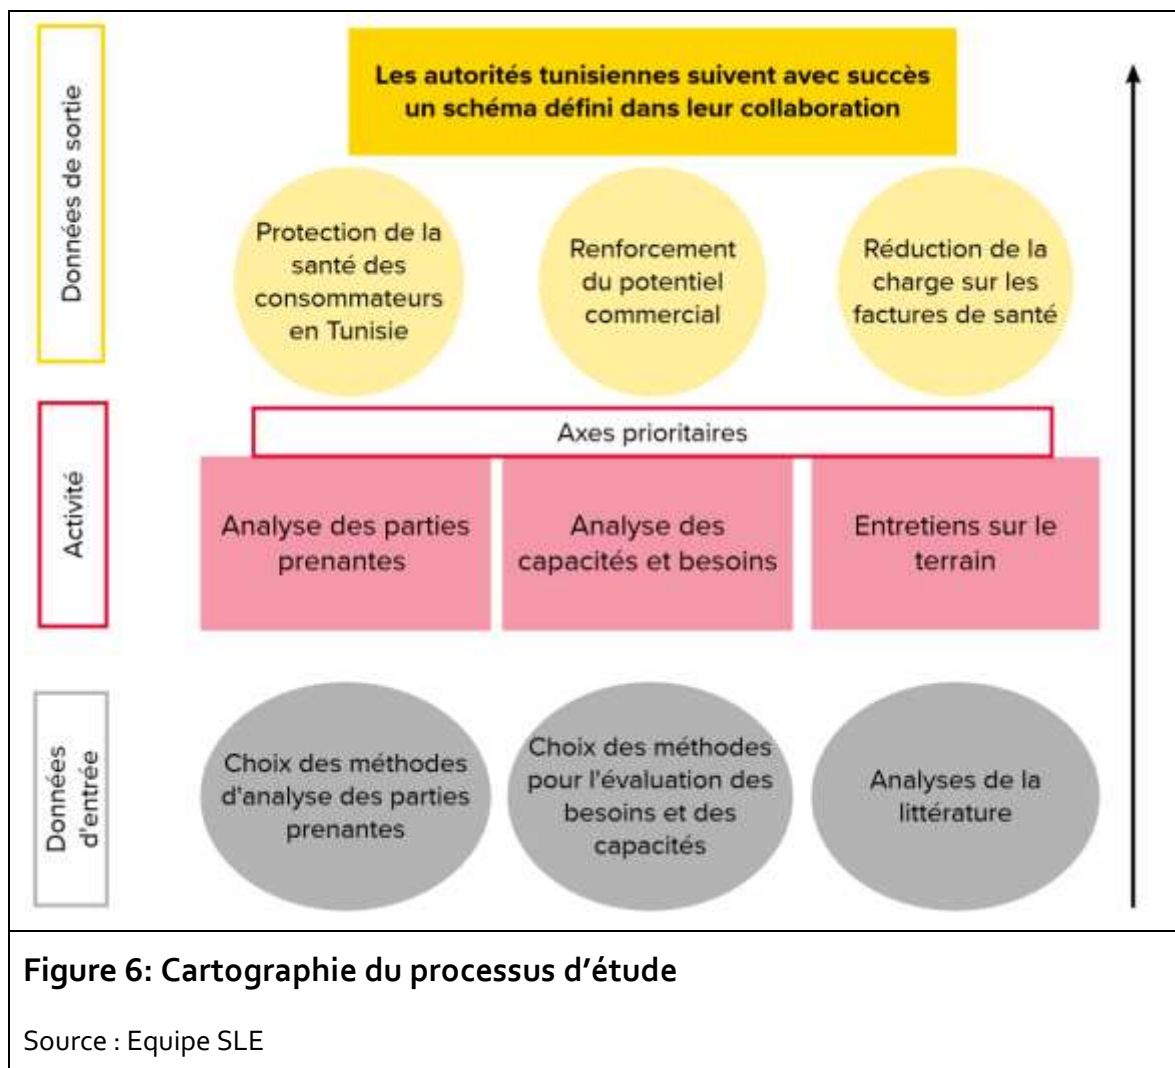 Données de sortie
Les autorités tunisiennes suivent avec succès
un schéma défini dans leur collaboration
Protection de la
santé des
consommateurs
en Tunisie
Renforcement
du potentiel
commercial
Réduction de la
charge sur les
factures de santé
Activité
Axes prioritaires
Analyse des parties
prenantes
Analyse des
capacités et besoins
Entretiens sur le
terrain
Données
d'entrée
Choix des méthodes
d'analyse des parties
prenantes
Choix des méthodes
pour l'évaluation des
besoins et des
capacités
Analyses de la
littérature
Figure 6: Cartographie du processus d’étude
Source : Equipe SLE